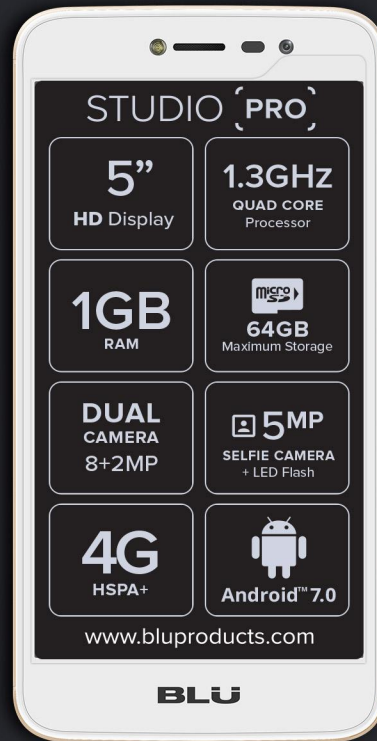 STUDIO [PRO]
5”
HD Display
1.3GHz
QUAD CORE
Processor
1GB
RAM
micro SD
64GB
Maximum Storage
DUAL
CAMERA
8+2MP
5MP
SELFIE CAMERA
+ LED Flash
4G
HSPA+
Android™ 7.0
www.bluproducts.com
BLU